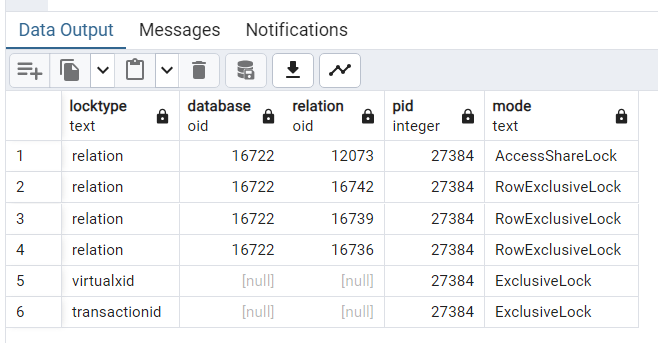 Data Output Messages Notifications
locktype database relation pid mode
text oid oid integer text
1 relation 16722 12073 27384 AccessShareLock
2 relation 16722 16742 27384 RowExclusiveLock
3 relation 16722 16739 27384 RowExclusiveLock
4 relation 16722 16736 27384 RowExclusiveLock
5 virtualxid [null] [null] 27384 ExclusiveLock
6 transactionid [null] [null] 27384 ExclusiveLock